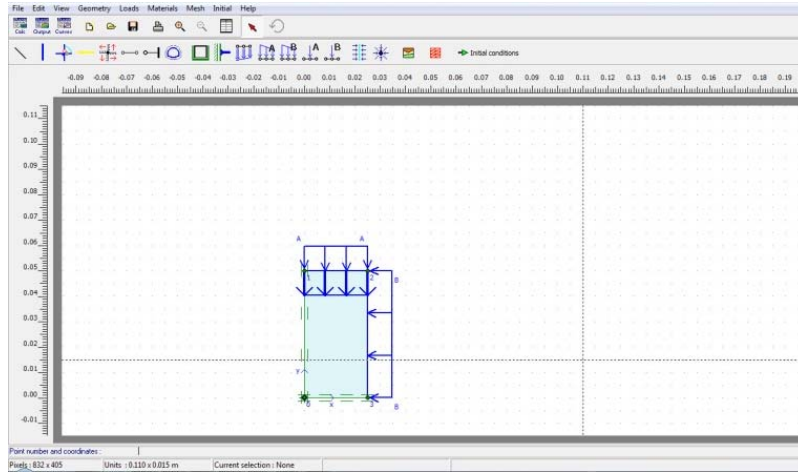 File Edit View Geometry Loads Materials Mesh Initial Help
Calc Output Curves
A B A B Initial conditions
-0.09 -0.08 -0.07 -0.06 -0.05 -0.04 -0.03 -0.02 -0.01 0.00 0.01 0.02 0.03 0.04 0.05 0.06 0.07 0.08 0.09 0.10 0.11 0.12 0.13 0.14 0.15 0.16 0.17 0.18 0.19
0.11
0.10
0.09
0.08
0.07
0.06
A A
0.05
1 2
B
0.04
0.03
0.02
0.01
Y
0.00
0 x 3
B
-0.01
Point number and coordinates :
Pixels : 832 x 405 Units : 0.110 x 0.015 m Current selection : None